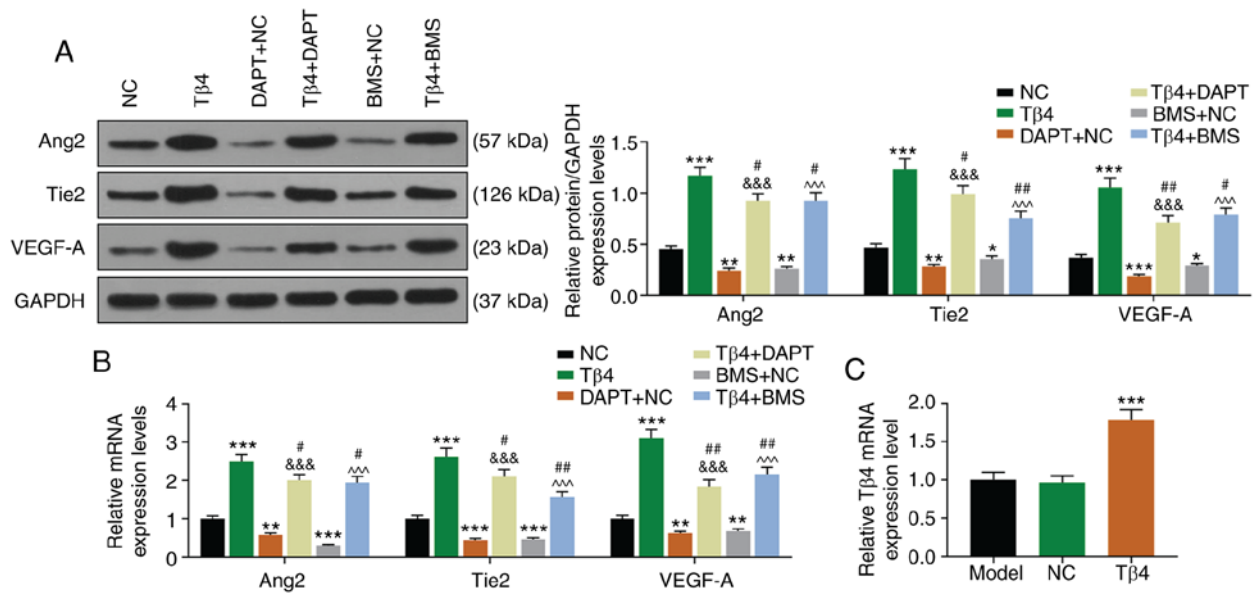 A
NC
Tβ4
DAPT+NC
Tβ4+DAPT
BMS+NC
Tβ4+BMS
Ang2 (57 kDa)
Tie2 (126 kDa)
VEGF-A (23 kDa)
GAPDH (37 kDa)
NC Tβ4+DAPT
Tβ4 BMS+NC
DAPT+NC Tβ4+BMS
Relative protein/GAPDH
expression levels
1.5
1.0
0.5
0.0
*** ** # &&& ** # ^^^
*** ** # &&& * ## ^^^
*** *** ## &&& * # ^^^
Ang2 Tie2 VEGF-A
B
NC Tβ4+DAPT
Tβ4 BMS+NC
DAPT+NC Tβ4+BMS
Relative mRNA
expression levels
4
3
2
1
0
*** ** # &&& *** # ^^^
*** *** # &&& *** ## ^^^
*** ** ## &&& ** ## ^^^
Ang2 Tie2 VEGF-A
C
Relative Tβ4 mRNA
expression level
2.0
1.5
1.0
0.5
0.0
***
Model NC Tβ4